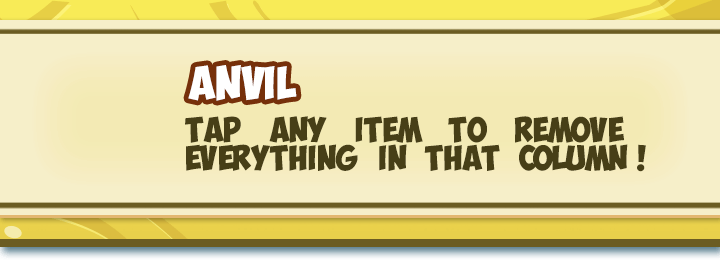 ANVIL
TAP ANY ITEM TO REMOVE
EVERYTHING IN THAT COLUMN!